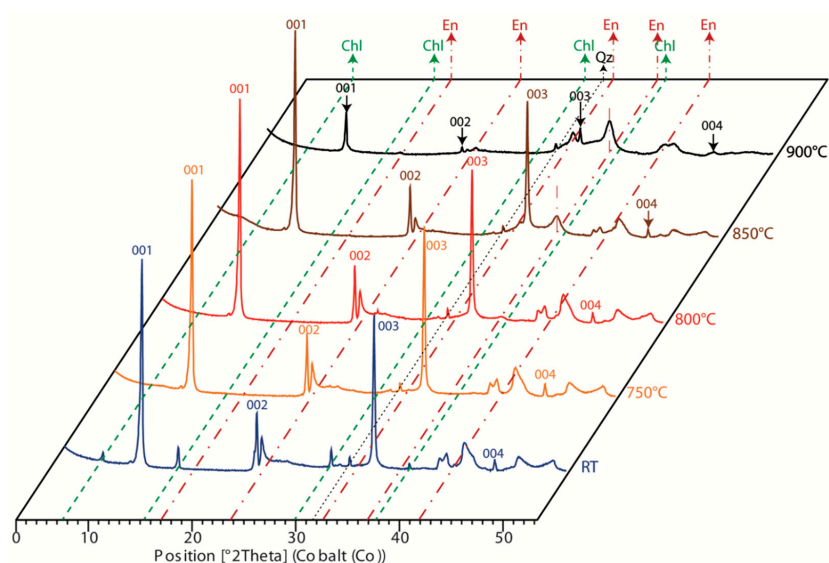 001 En En En En En
Chl Chl Chl Chl
Qz
001 001 002 003 003 004 900°C
001 002 003 004 850°C
001 002 003 004 800°C
002 003 004 750°C
001 002 004 RT
0 10 20 30 40 50
Position [°2Theta] (Cobalt (Co))